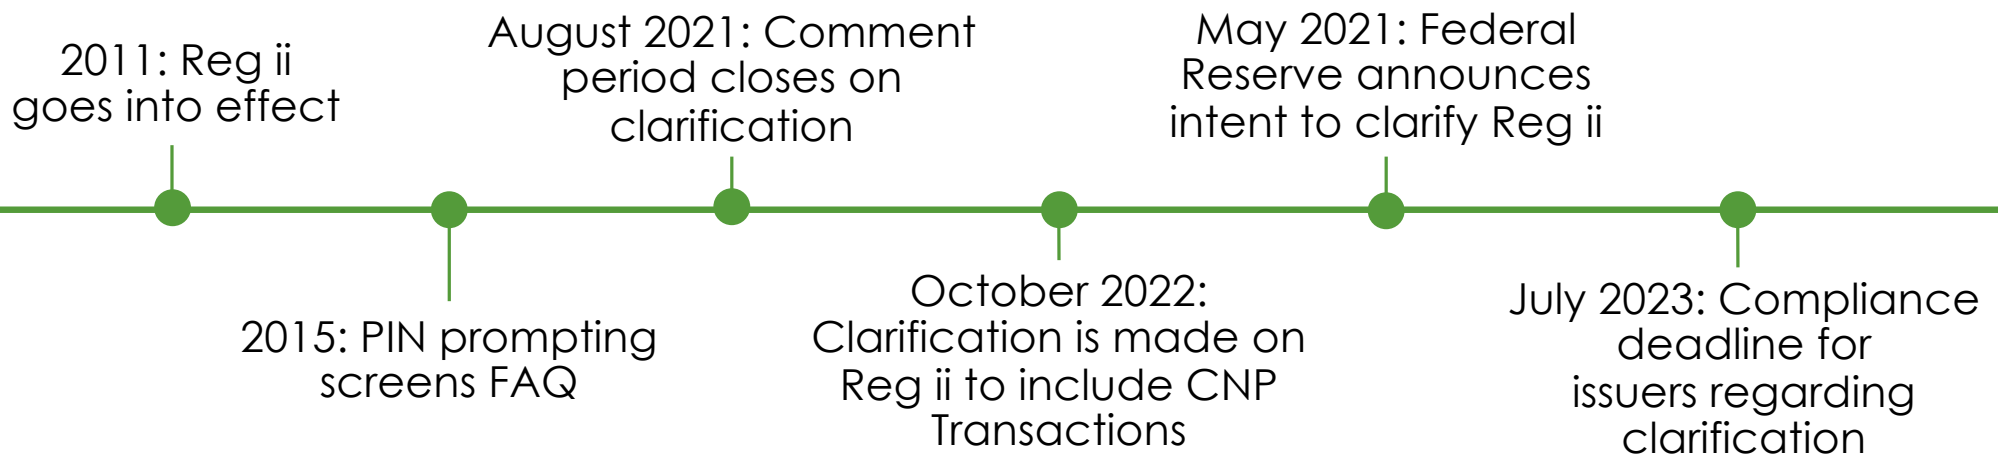 2011: Reg ii
goes into effect
2015: PIN prompting
screens FAQ
August 2021: Comment
period closes on
clarification
October 2022:
Clarification is made on
Reg ii to include CNP
Transactions
May 2021: Federal
Reserve announces
intent to clarify Reg ii
July 2023: Compliance
deadline for
issuers regarding
clarification